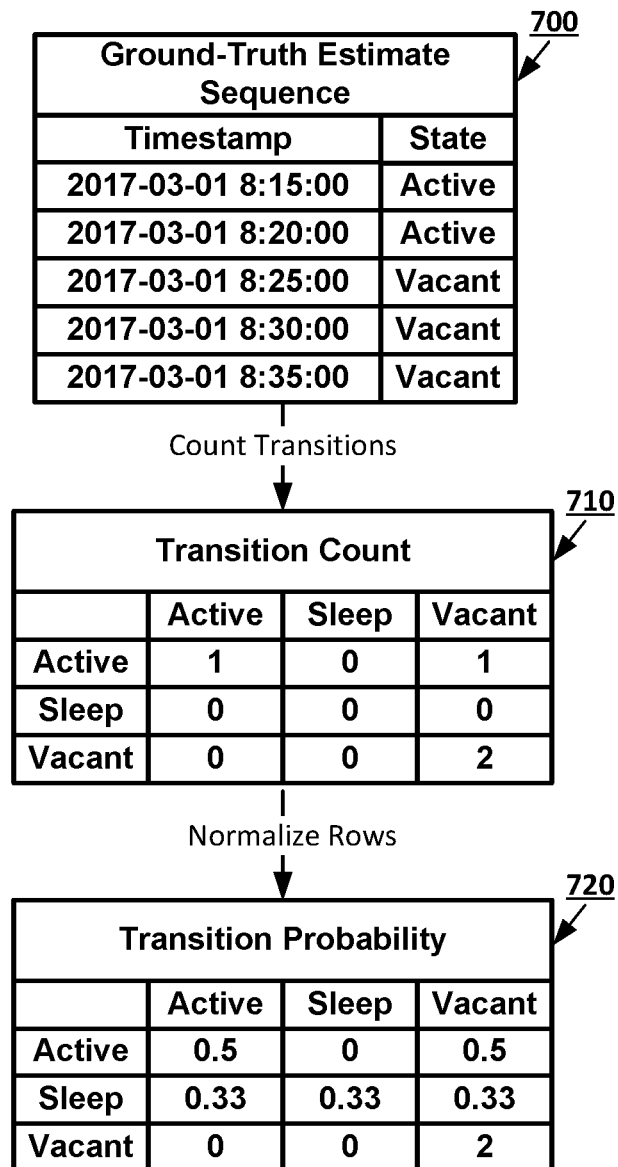 700
Ground-Truth Estimate
Sequence
Timestamp State
2017-03-01 8:15:00 Active
2017-03-01 8:20:00 Active
2017-03-01 8:25:00 Vacant
2017-03-01 8:30:00 Vacant
2017-03-01 8:35:00 Vacant
Count Transitions
710
Transition Count
Active Sleep Vacant
Active 1 0 1
Sleep 0 0 0
Vacant 0 0 2
Normalize Rows
720
Transition Probability
Active Sleep Vacant
Active 0.5 0 0.5
Sleep 0.33 0.33 0.33
Vacant 0 0 2